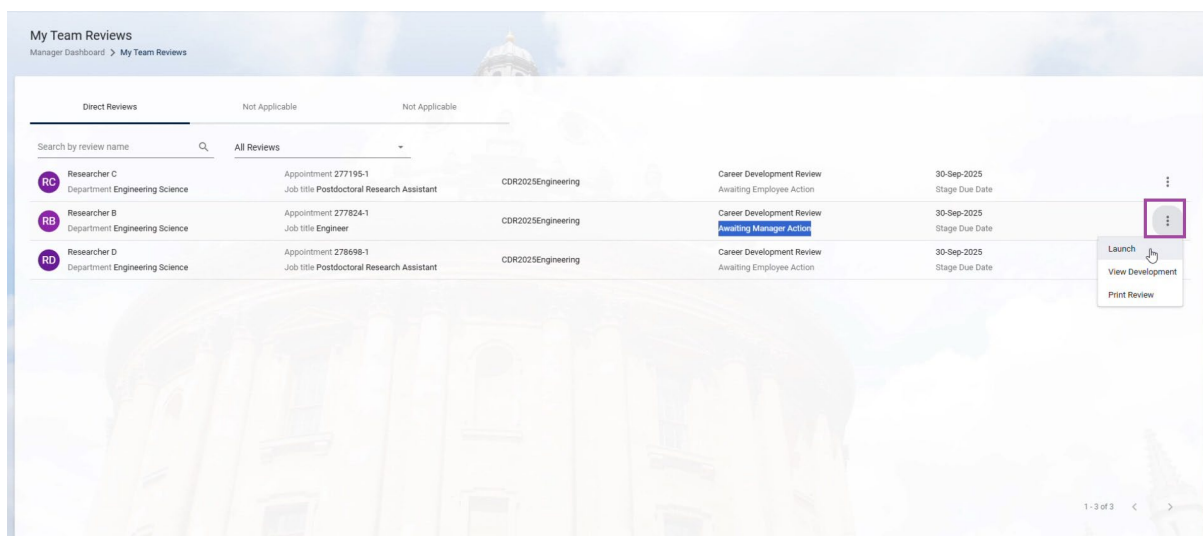 My Team Reviews
Manager Dashboard > My Team Reviews
Direct Reviews Not Applicable Not Applicable
Search by review name All Reviews
RC Researcher C Appointment 277195-1 CDR2025Engineering Career Development Review 30-Sep-2025
Department Engineering Science Job title Postdoctoral Research Assistant Awaiting Employee Action Stage Due Date
RB Researcher B Appointment 277824-1 CDR2025Engineering Career Development Review 30-Sep-2025
Department Engineering Science Job title Engineer Awaiting Manager Action Stage Due Date
RD Researcher D Appointment 278698-1 CDR2025Engineering Career Development Review 30-Sep-2025
Department Engineering Science Job title Postdoctoral Research Assistant Awaiting Employee Action Stage Due Date
Launch
View Development
Print Review
1 - 3 of 3 < >